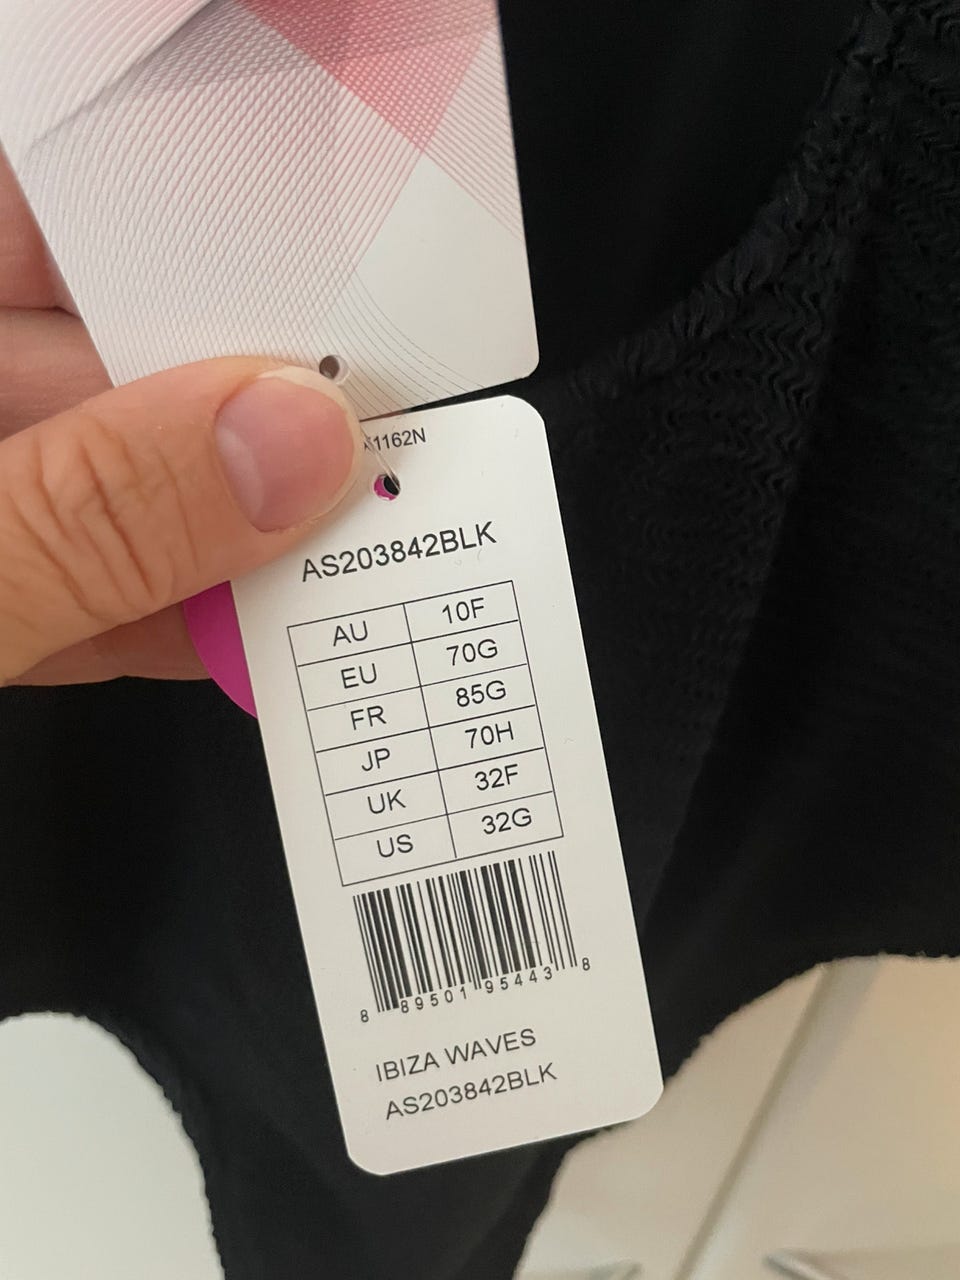 1162N
AS203842BLK
AU 10F
EU 70G
FR 85G
JP 70H
UK 32F
US 32G
8 89501 95443 8
IBIZA WAVES
AS203842BLK